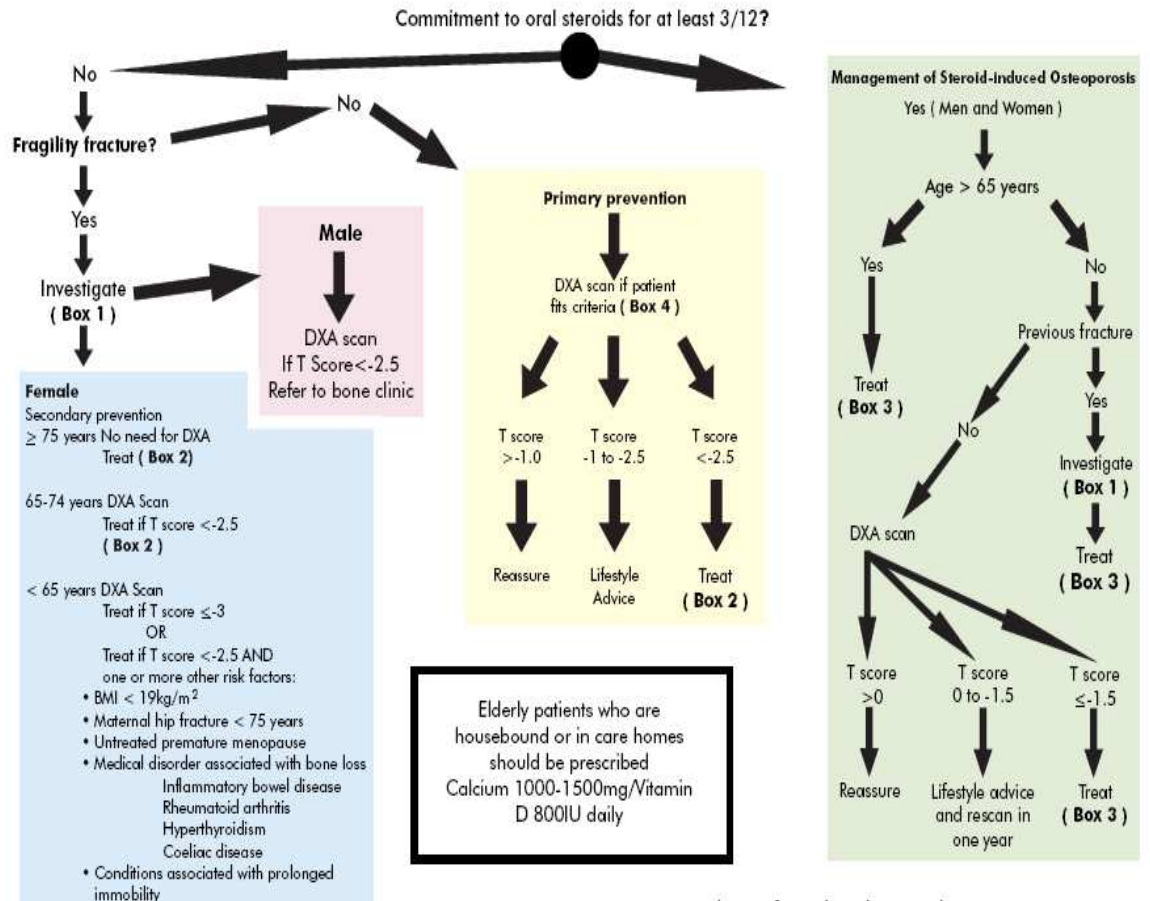 Commitment to oral steroids for at least 3/12?
No
Fragility fracture?
No
Yes
Investigate
( Box 1 )
Male
DXA scan
If T Score<-2.5
Refer to bone clinic
Female
Secondary prevention
≥ 75 years No need for DXA
Treat ( Box 2)
65-74 years DXA Scan
Treat if T score <-2.5
( Box 2 )
< 65 years DXA Scan
Treat if T score ≤-3
OR
Treat if T score <-2.5 AND
one or more other risk factors:
• BMI < 19kg/m²
• Maternal hip fracture < 75 years
• Untreated premature menopause
• Medical disorder associated with bone loss
Inflammatory bowel disease
Rheumatoid arthritis
Hyperthyroidism
Coeliac disease
• Conditions associated with prolonged
immobility
Primary prevention
DXA scan if patient
fits criteria ( Box 4 )
T score
>-1.0
T score
-1 to -2.5
T score
<-2.5
Reassure
Lifestyle
Advice
Treat
( Box 2 )
Elderly patients who are
housebound or in care homes
should be prescribed
Calcium 1000-1500mg/Vitamin
D 800IU daily
Management of Steroid-induced Osteoporosis
Yes ( Men and Women )
Age > 65 years
Yes
No
Treat
( Box 3 )
Previous fracture
No
Yes
Investigate
( Box 1 )
Treat
( Box 3 )
DXA scan
T score
>0
T score
0 to -1.5
T score
≤-1.5
Reassure
Lifestyle advice
and rescan in
one year
Treat
( Box 3 )